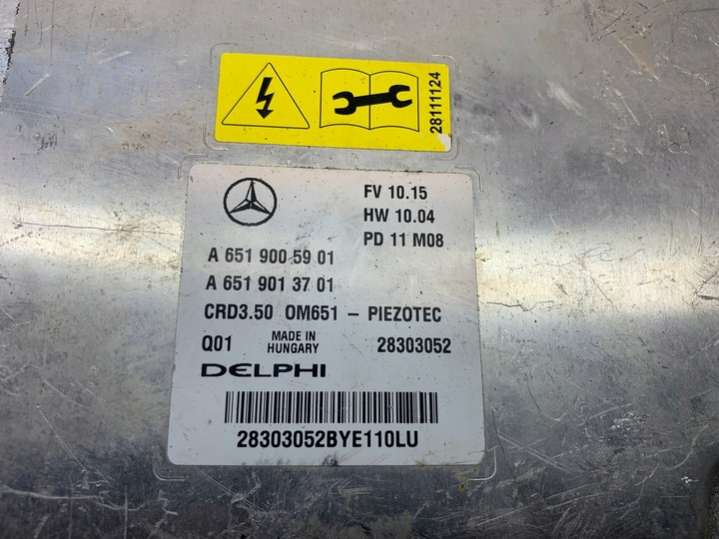 28111124
FV 10.15
HW 10.04
PD 11 M08
A 651 900 59 01
A 651 901 37 01
CRD3.50 OM651 - PIEZOTEC
Q01 MADE IN HUNGARY 28303052
DELPHI
28303052BYE110LU